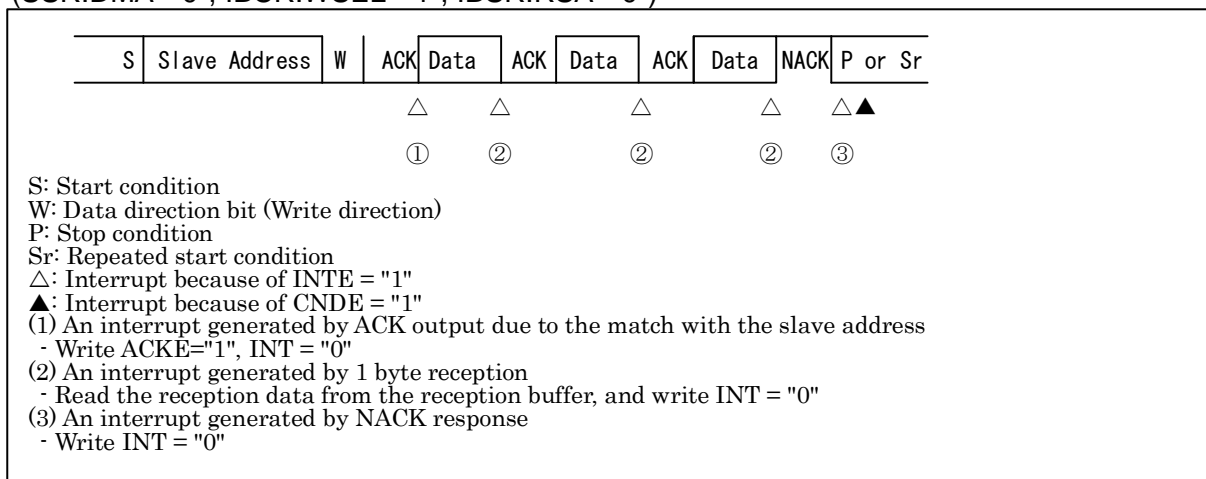 S Slave Address W ACK Data ACK Data ACK Data NACK P or Sr
△ △ △ △ △▲
① ② ② ② ③
S: Start condition
W: Data direction bit (Write direction)
P: Stop condition
Sr: Repeated start condition
△: Interrupt because of INTE = "1"
▲: Interrupt because of CNDE = "1"
(1) An interrupt generated by ACK output due to the match with the slave address
- Write ACKE="1", INT = "0"
(2) An interrupt generated by 1 byte reception
- Read the reception data from the reception buffer, and write INT = "0"
(3) An interrupt generated by NACK response
- Write INT = "0"